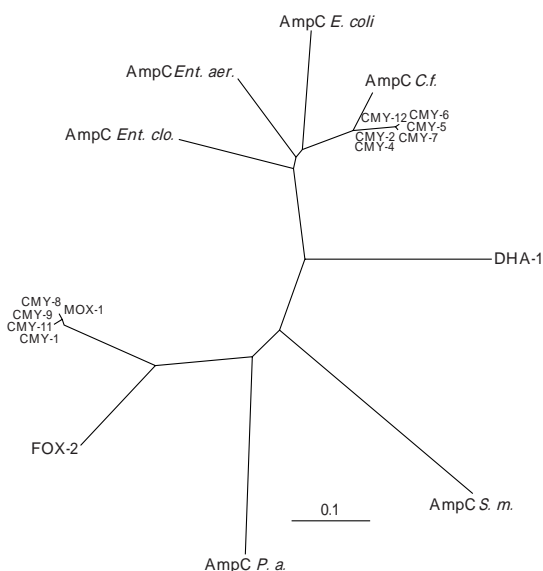 AmpC E. coli
AmpC Ent. aer.
AmpC C.f.
CMY-12 CMY-6
CMY-5
CMY-2 CMY-7
CMY-4
AmpC Ent. clo.
DHA-1
CMY-8
MOX-1
CMY-9
CMY-11
CMY-1
FOX-2
AmpC S. m.
0.1
AmpC P. a.